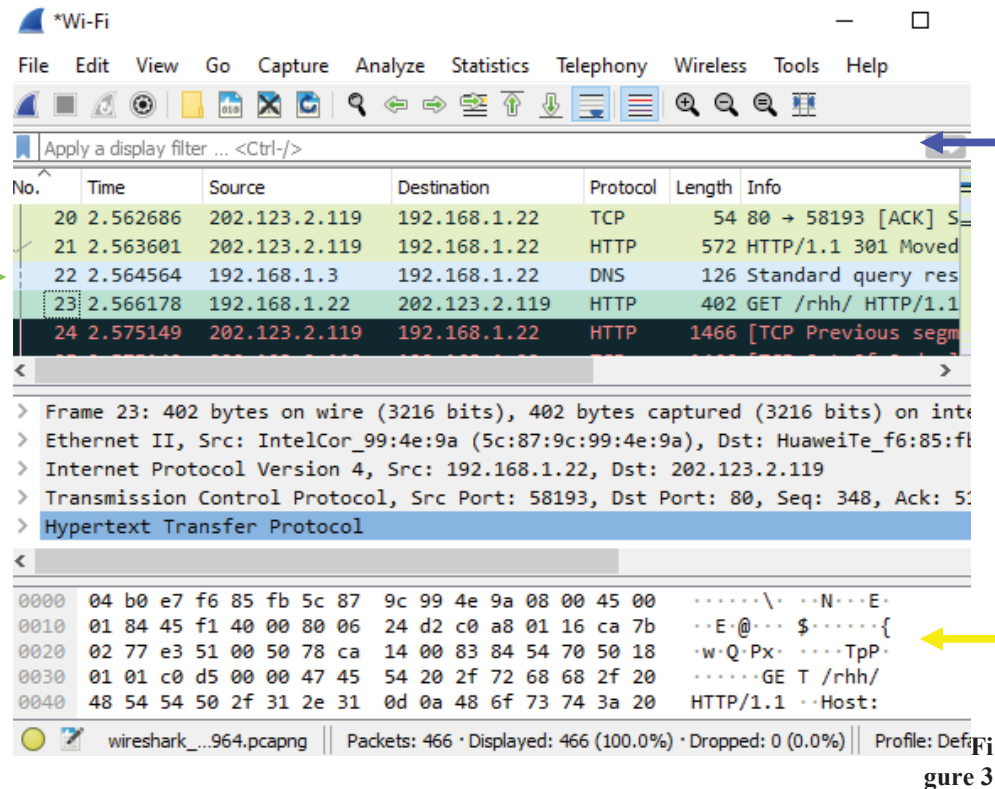 *Wi-Fi
File Edit View Go Capture Analyze Statistics Telephony Wireless Tools Help
Apply a display filter ... <Ctrl-/>
No. Time Source Destination Protocol Length Info
20 2.562686 202.123.2.119 192.168.1.22 TCP 54 80 → 58193 [ACK] S
21 2.563601 202.123.2.119 192.168.1.22 HTTP 572 HTTP/1.1 301 Moved
22 2.564564 192.168.1.3 192.168.1.22 DNS 126 Standard query res
23 2.566178 192.168.1.22 202.123.2.119 HTTP 402 GET /rhh/ HTTP/1.1
24 2.575149 202.123.2.119 192.168.1.22 HTTP 1466 [TCP Previous segm
> Frame 23: 402 bytes on wire (3216 bits), 402 bytes captured (3216 bits) on inte
> Ethernet II, Src: IntelCor_99:4e:9a (5c:87:9c:99:4e:9a), Dst: HuaweiTe_f6:85:fb
> Internet Protocol Version 4, Src: 192.168.1.22, Dst: 202.123.2.119
> Transmission Control Protocol, Src Port: 58193, Dst Port: 80, Seq: 348, Ack: 51
> Hypertext Transfer Protocol
0000 04 b0 e7 f6 85 fb 5c 87 9c 99 4e 9a 08 00 45 00 ······\· ··N···E·
0010 01 84 45 f1 40 00 80 06 24 d2 c0 a8 01 16 ca 7b ··E·@··· $······{
0020 02 77 e3 51 00 50 78 ca 14 00 83 84 54 70 50 18 ·w·Q·Px· ····TpP·
0030 01 01 c0 d5 00 00 47 45 54 20 2f 72 68 68 2f 20 ······GE T /rhh/
0040 48 54 54 50 2f 31 2e 31 0d 0a 48 6f 73 74 3a 20 HTTP/1.1 ··Host:
wireshark_...964.pcapng Packets: 466 · Displayed: 466 (100.0%) · Dropped: 0 (0.0%) Profile: Defa
Fi
gure 3